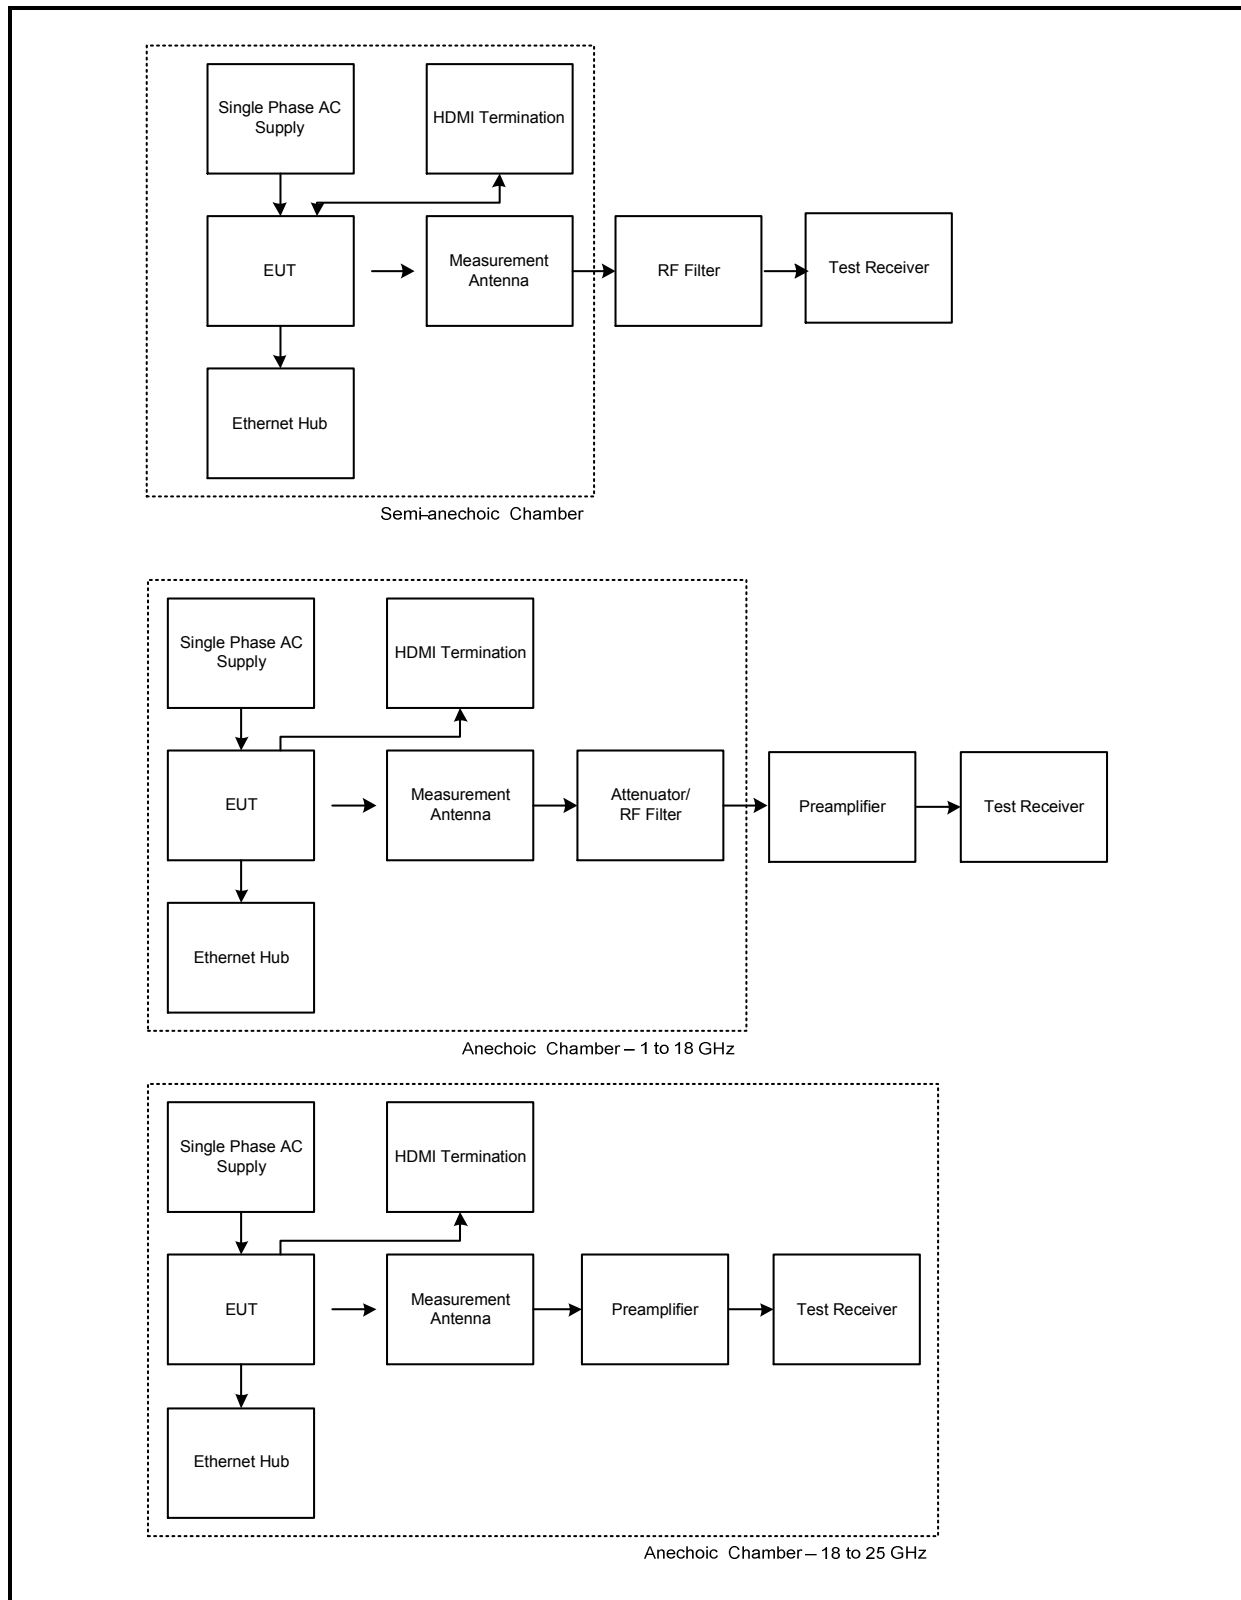 Single Phase AC
Supply
HDMI Termination
EUT
Measurement
Antenna
RF Filter
Test Receiver
Ethernet Hub
Semi-anechoic Chamber
Single Phase AC
Supply
HDMI Termination
EUT
Measurement
Antenna
Attenuator/
RF Filter
Preamplifier
Test Receiver
Ethernet Hub
Anechoic Chamber – 1 to 18 GHz
Single Phase AC
Supply
HDMI Termination
EUT
Measurement
Antenna
Preamplifier
Test Receiver
Ethernet Hub
Anechoic Chamber – 18 to 25 GHz